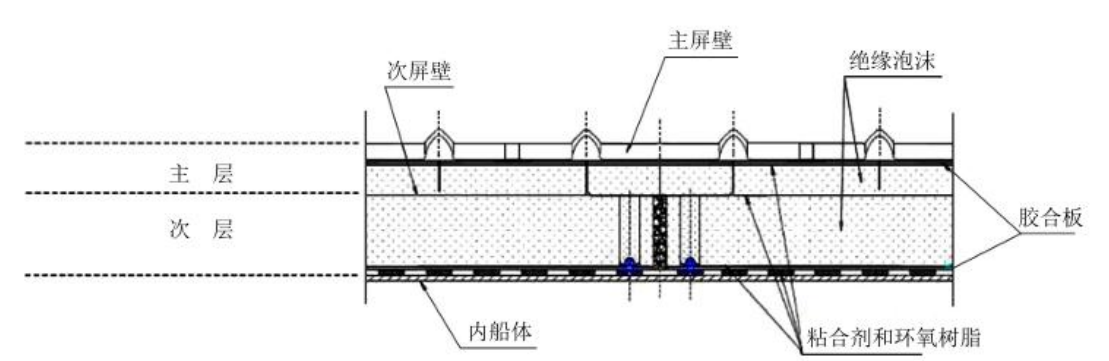 主屏壁
次屏壁
绝缘泡沫
主 层
次 层
胶合板
内船体
粘合剂和环氧树脂